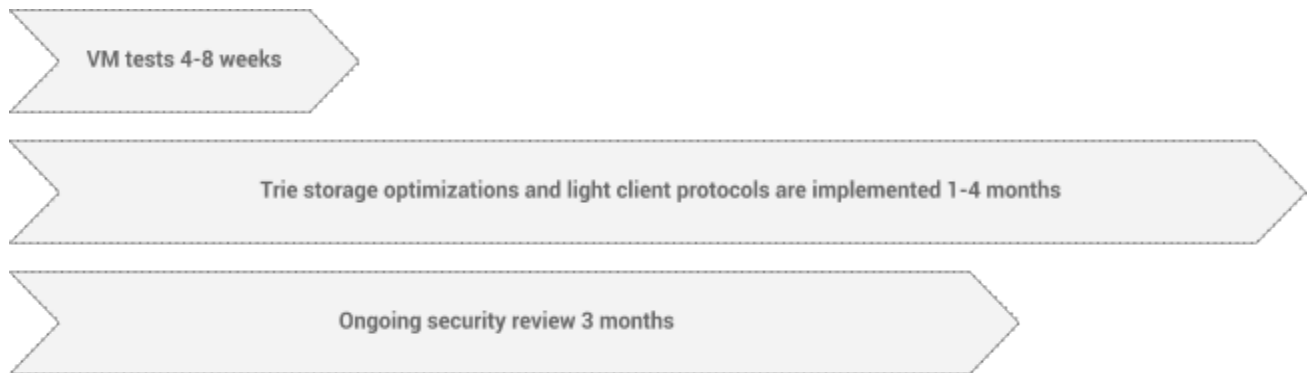 VM tests 4-8 weeks
Trie storage optimizations and light client protocols are implemented 1-4 months
Ongoing security review 3 months